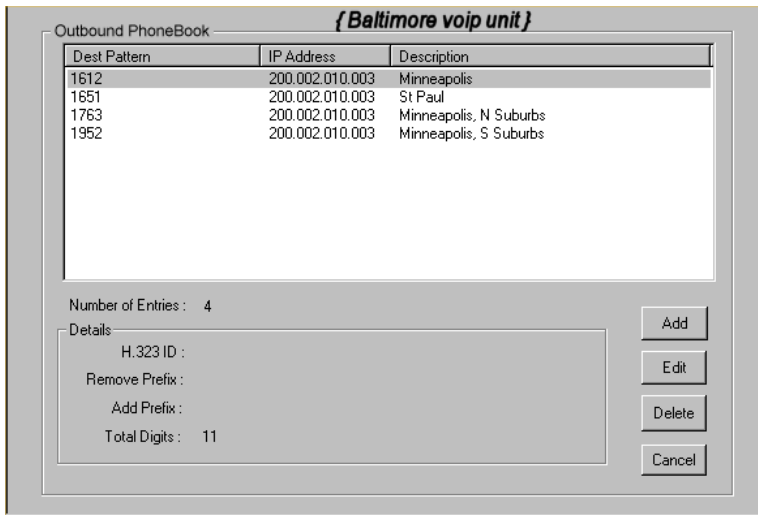 { Baltimore voip unit }
Outbound PhoneBook
Dest Pattern IP Address Description
1612 200.002.010.003 Minneapolis
1651 200.002.010.003 St Paul
1763 200.002.010.003 Minneapolis, N Suburbs
1952 200.002.010.003 Minneapolis, S Suburbs
Number of Entries : 4
Details
H.323 ID :
Remove Prefix :
Add Prefix :
Total Digits : 11
Add
Edit
Delete
Cancel